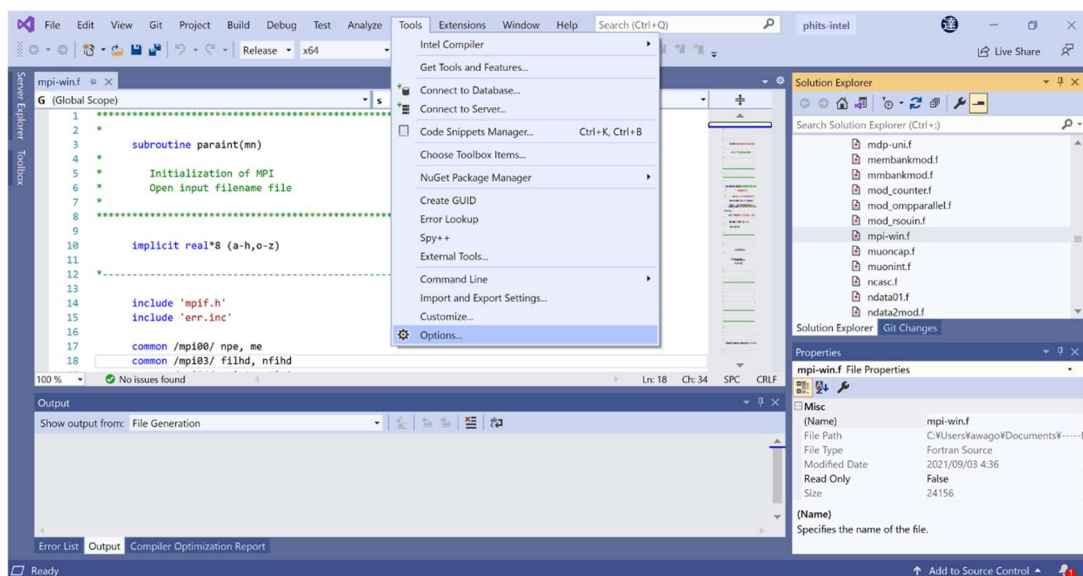 File Edit View Git Project Build Debug Test Analyze Tools Extensions Window Help Search (Ctrl+Q) phits-intel 達
Release x64 Live Share
Server Explorer
Toolbox
mpi-win.f
(Global Scope) s
1 ****************************************************
2 *
3 subroutine paraint(mn)
4 *
5 * Initialization of MPI
6 * Open input filename file
7 *
8 ****************************************************
9
10 implicit real*8 (a-h,o-z)
11
12 *----------------------------------------------------
13
14 include 'mpif.h'
15 include 'err.inc'
16
17 common /mpi00/ npe, me
18 common /mpi03/ filhd, nfihd
100 % No issues found Ln: 18 Ch: 34 SPC CRLF
Intel Compiler
Get Tools and Features...
Connect to Database...
Connect to Server...
Code Snippets Manager... Ctrl+K, Ctrl+B
Choose Toolbox Items...
NuGet Package Manager
Create GUID
Error Lookup
Spy++
External Tools...
Command Line
Import and Export Settings...
Customize...
Options...
Output
Show output from: File Generation
Error List Output Compiler Optimization Report
Solution Explorer
Search Solution Explorer (Ctrl+:)
mdp-uni.f
membankmod.f
mmbankmod.f
mod_counter.f
mod_ompparallel.f
mod_rsouin.f
mpi-win.f
muoncap.f
muonint.f
ncasc.f
ndata01.f
ndata2mod.f
Solution Explorer Git Changes
Properties
mpi-win.f File Properties
Misc
(Name) mpi-win.f
File Path C:¥Users¥awago¥Documents¥-----
File Type Fortran Source
Modified Date 2021/09/03 4:36
Read Only False
Size 24156
(Name)
Specifies the name of the file.
Ready Add to Source Control 1